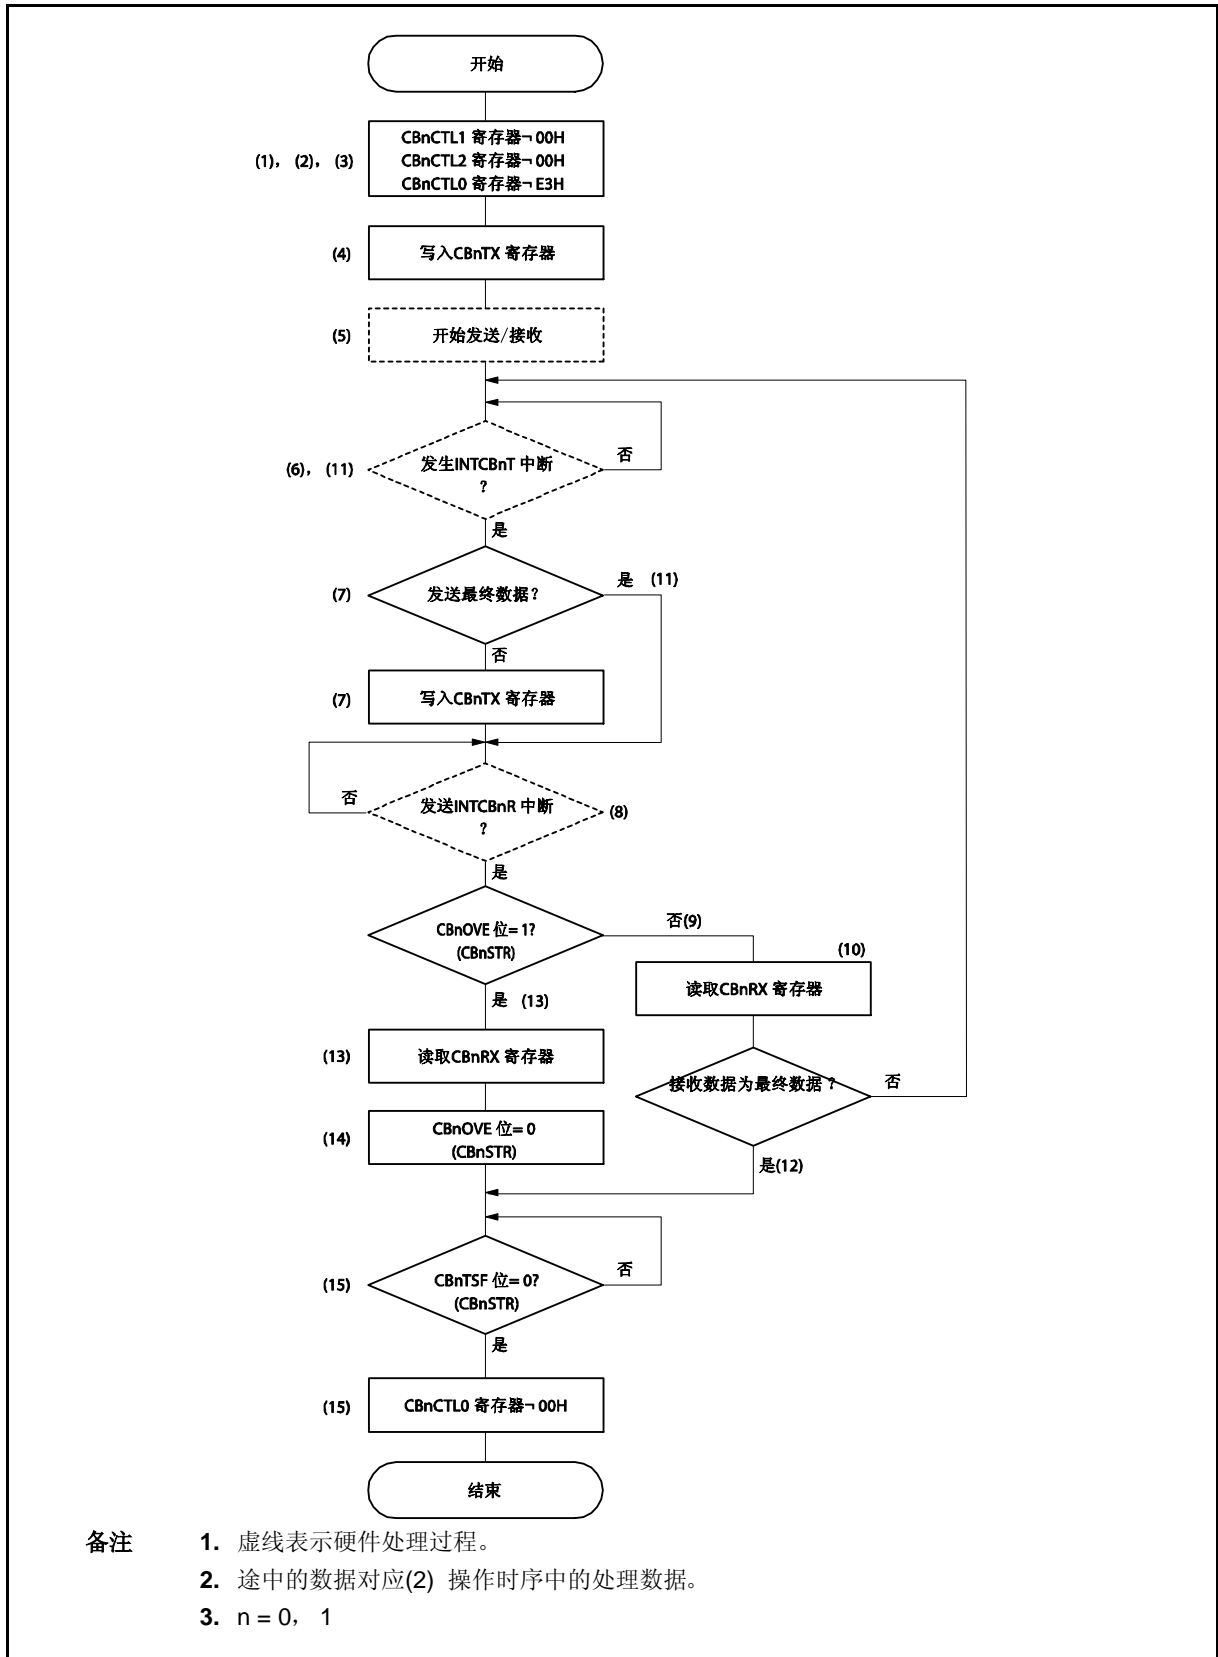 开始
CBnCTL1 寄存器¬ 00H
(1)， (2)， (3)
CBnCTL2 寄存器¬ 00H
CBnCTL0 寄存器¬ E3H
(4)
写入CBnTX 寄存器
(5)
开始发送/接收
(6)， (11)
发生INTCBnT 中断
?
否
是
(7)
发送最终数据？
是 (11)
否
(7)
写入CBnTX 寄存器
否
发送INTCBnR 中断
?
(8)
是
CBnOVE 位= 1?
(CBnSTR)
否(9)
(10)
读取CBnRX 寄存器
是 (13)
(13)
读取CBnRX 寄存器
接收数据为最终数据 ?
否
(14)
CBnOVE 位= 0
(CBnSTR)
是(12)
(15)
CBnTSF 位= 0?
(CBnSTR)
否
是
(15)
CBnCTL0 寄存器¬ 00H
结束
备注 1. 虚线表示硬件处理过程。
2. 途中的数据对应(2) 操作时序中的处理数据。
3. n = 0， 1